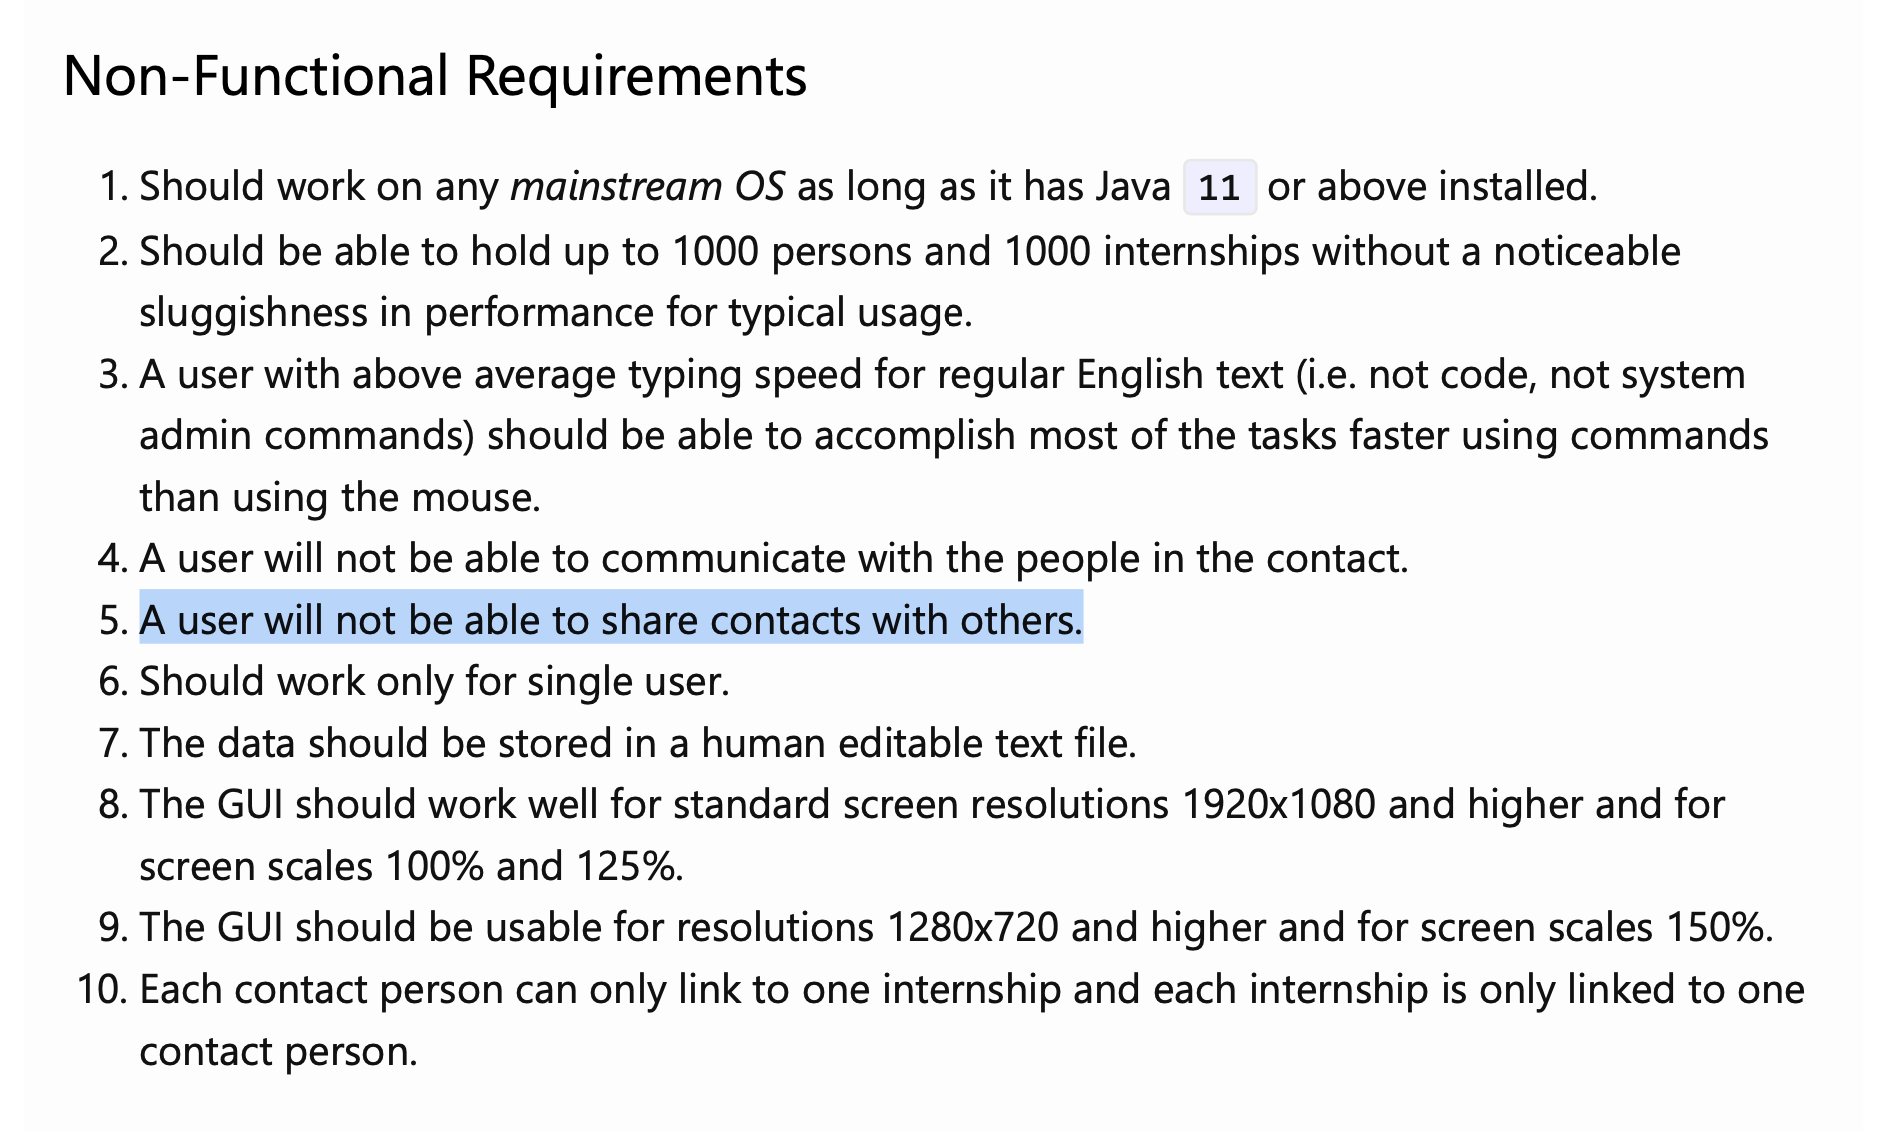 Non-Functional Requirements
1. Should work on any mainstream OS as long as it has Java 11 or above installed.
2. Should be able to hold up to 1000 persons and 1000 internships without a noticeable
sluggishness in performance for typical usage.
3. A user with above average typing speed for regular English text (i.e. not code, not system
admin commands) should be able to accomplish most of the tasks faster using commands
than using the mouse.
4. A user will not be able to communicate with the people in the contact.
5. A user will not be able to share contacts with others.
6. Should work only for single user.
7. The data should be stored in a human editable text file.
8. The GUI should work well for standard screen resolutions 1920x1080 and higher and for
screen scales 100% and 125%.
9. The GUI should be usable for resolutions 1280x720 and higher and for screen scales 150%.
10. Each contact person can only link to one internship and each internship is only linked to one
contact person.